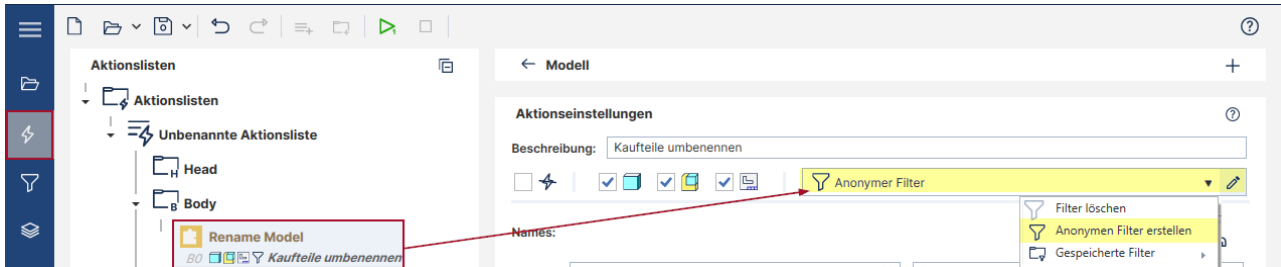 Aktionslisten
← Modell
Aktionslisten
Aktionseinstellungen
Unbenannte Aktionsliste
Beschreibung: Kaufteile umbenennen
Head
Anonymer Filter
Body
Filter löschen
Rename Model
Names:
Anonymen Filter erstellen
B0 Kaufteile umbenennen
Gespeicherte Filter